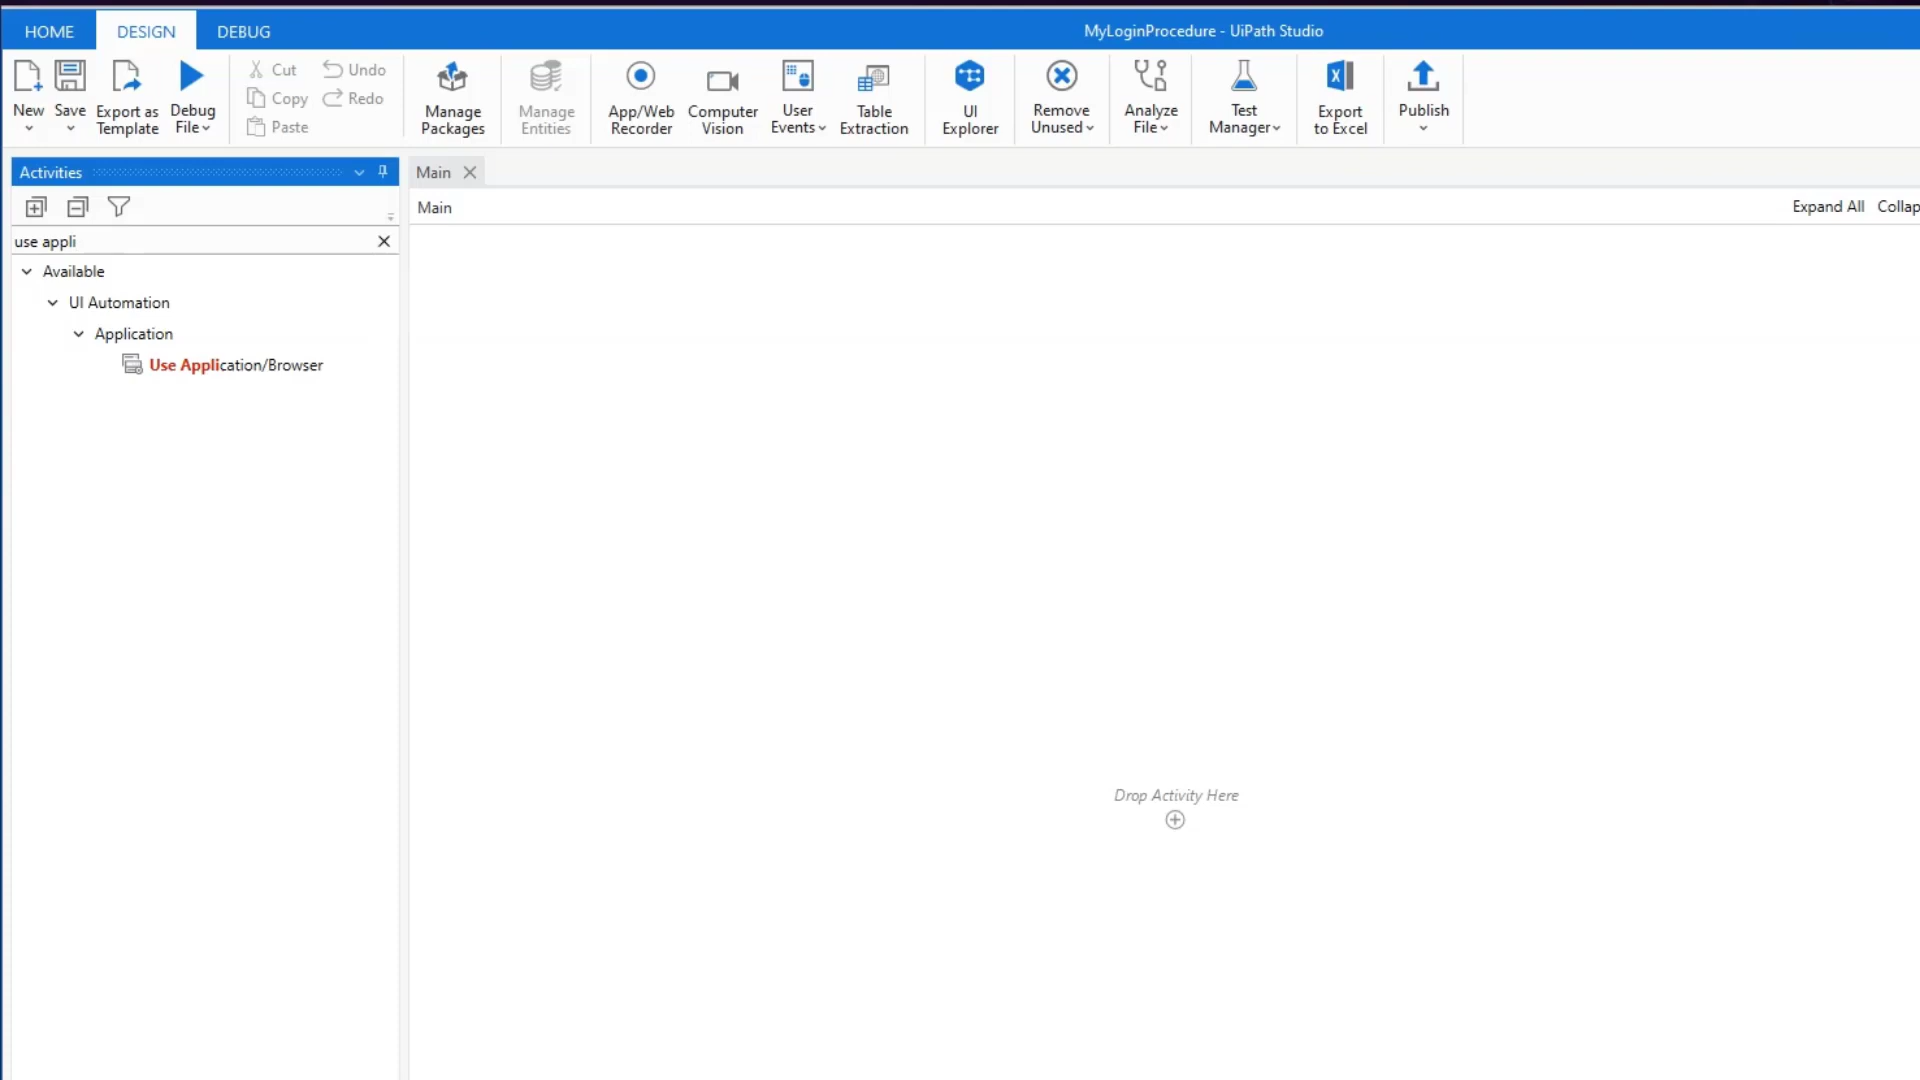 HOME DESIGN DEBUG MyLoginProcedure - UiPath Studio
New Save Export as Template Debug File Cut Undo
Copy Redo
Paste
Manage Packages Manage Entities App/Web Recorder Computer Vision User Events Table Extraction UI Explorer Remove Unused Analyze File Test Manager Export to Excel Publish
Activities Main
Main Expand All Collap
use appli
Available
UI Automation
Application
Use Application/Browser
Drop Activity Here